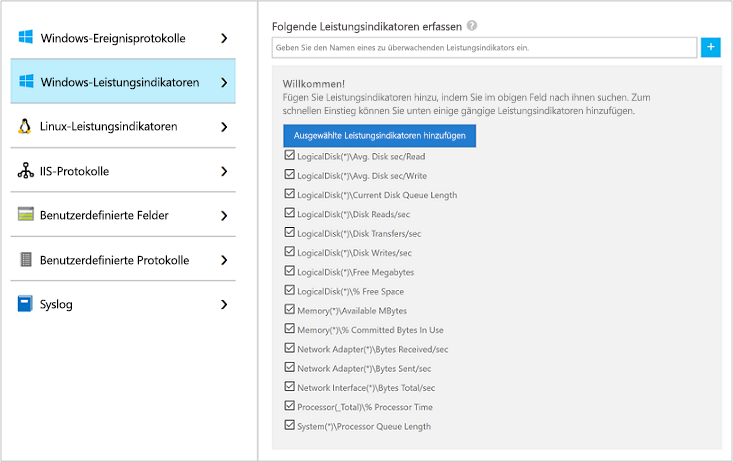 Windows-Ereignisprotokolle
Windows-Leistungsindikatoren
Linux-Leistungsindikatoren
IIS-Protokolle
Benutzerdefinierte Felder
Benutzerdefinierte Protokolle
Syslog
Folgende Leistungsindikatoren erfassen ?
Geben Sie den Namen eines zu überwachenden Leistungsindikators ein.
+
Willkommen!
Fügen Sie Leistungsindikatoren hinzu, indem Sie im obigen Feld nach ihnen suchen. Zum
schnellen Einstieg können Sie unten einige gängige Leistungsindikatoren hinzufügen.
Ausgewählte Leistungsindikatoren hinzufügen
LogicalDisk(*)\Avg. Disk sec/Read
LogicalDisk(*)\Avg. Disk sec/Write
LogicalDisk(*)\Current Disk Queue Length
LogicalDisk(*)\Disk Reads/sec
LogicalDisk(*)\Disk Transfers/sec
LogicalDisk(*)\Disk Writes/sec
LogicalDisk(*)\Free Megabytes
LogicalDisk(*)\% Free Space
Memory(*)\Available MBytes
Memory(*)\% Committed Bytes In Use
Network Adapter(*)\Bytes Received/sec
Network Adapter(*)\Bytes Sent/sec
Network Interface(*)\Bytes Total/sec
Processor(_Total)\% Processor Time
System(*)\Processor Queue Length